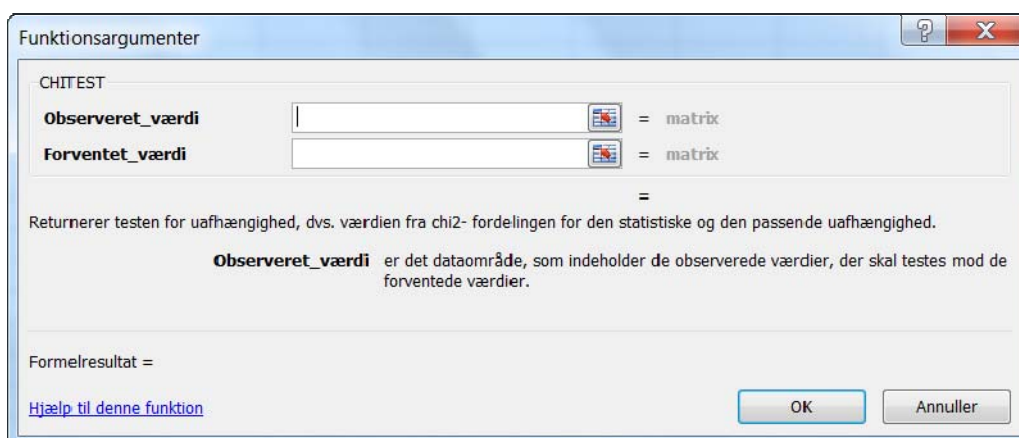 Funktionsargumenter
CHITEST
Observeret_værdi = matrix
Forventet_værdi = matrix
=
Returnerer testen for uafhængighed, dvs. værdien fra chi2- fordelingen for den statistiske og den passende uafhængighed.
Observeret_værdi er det dataområde, som indeholder de observerede værdier, der skal testes mod de
forventede værdier.
Formelresultat =
Hjælp til denne funktion OK Annuller